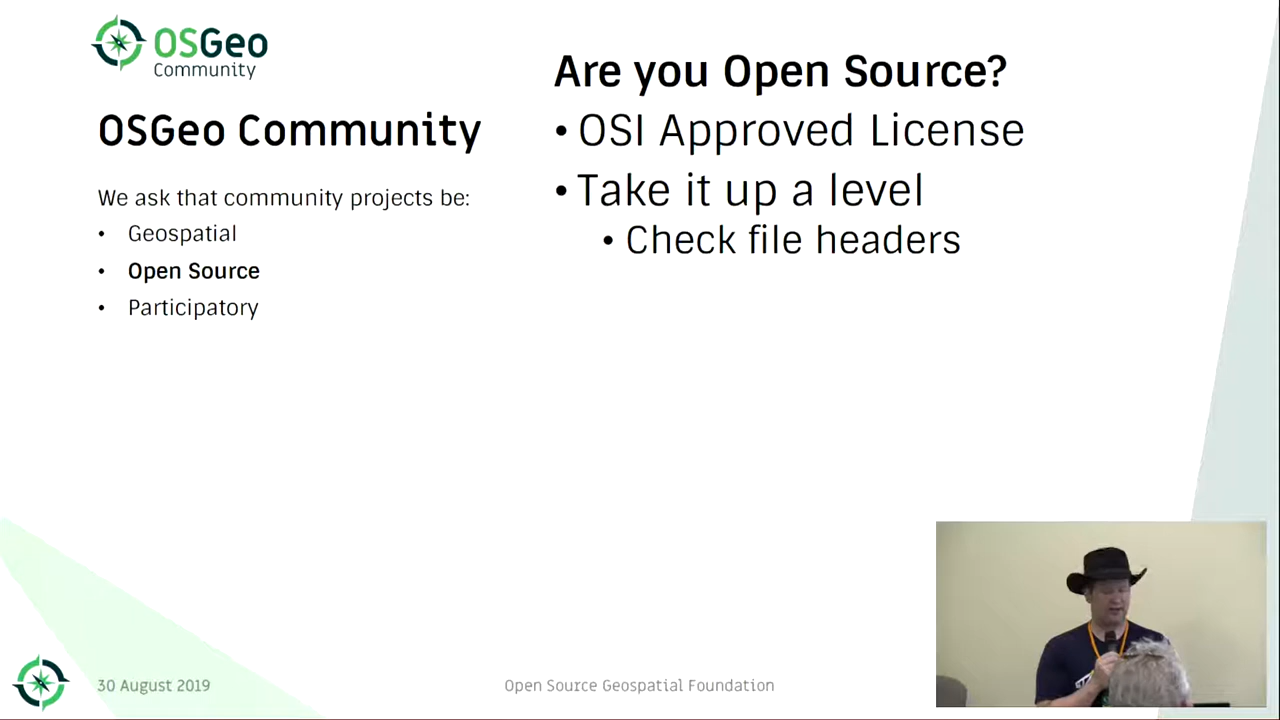 OSGeo
Community
OSGeo Community
We ask that community projects be:
• Geospatial
• Open Source
• Participatory
Are you Open Source?
• OSI Approved License
• Take it up a level
• Check file headers
30 August 2019
Open Source Geospatial Foundation